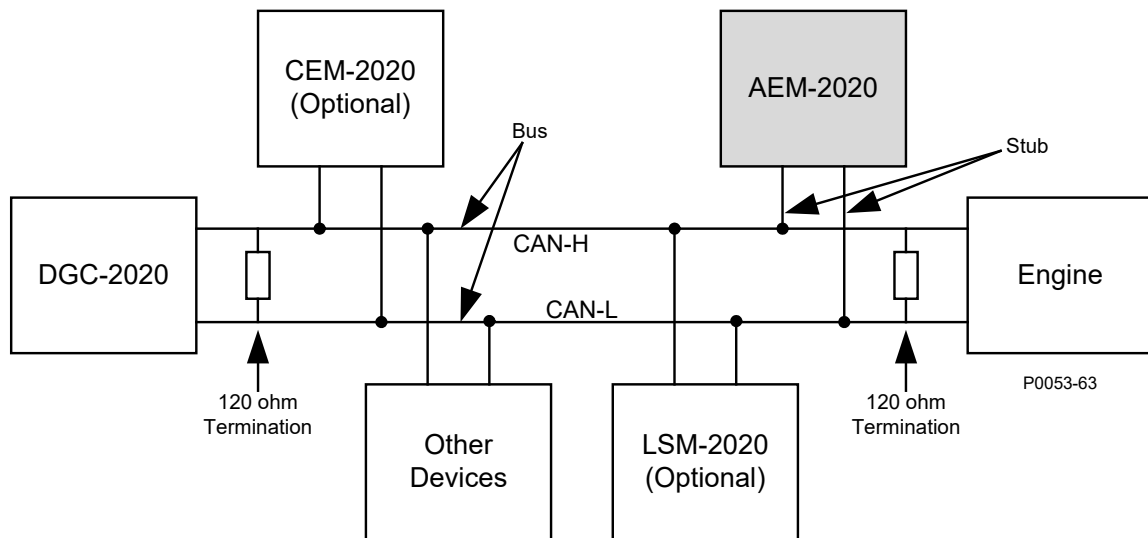 CEM-2020
(Optional)
AEM-2020
Bus
Stub
DGC-2020
CAN-H
Engine
CAN-L
P0053-63
120 ohm
Termination
120 ohm
Termination
Other
Devices
LSM-2020
(Optional)